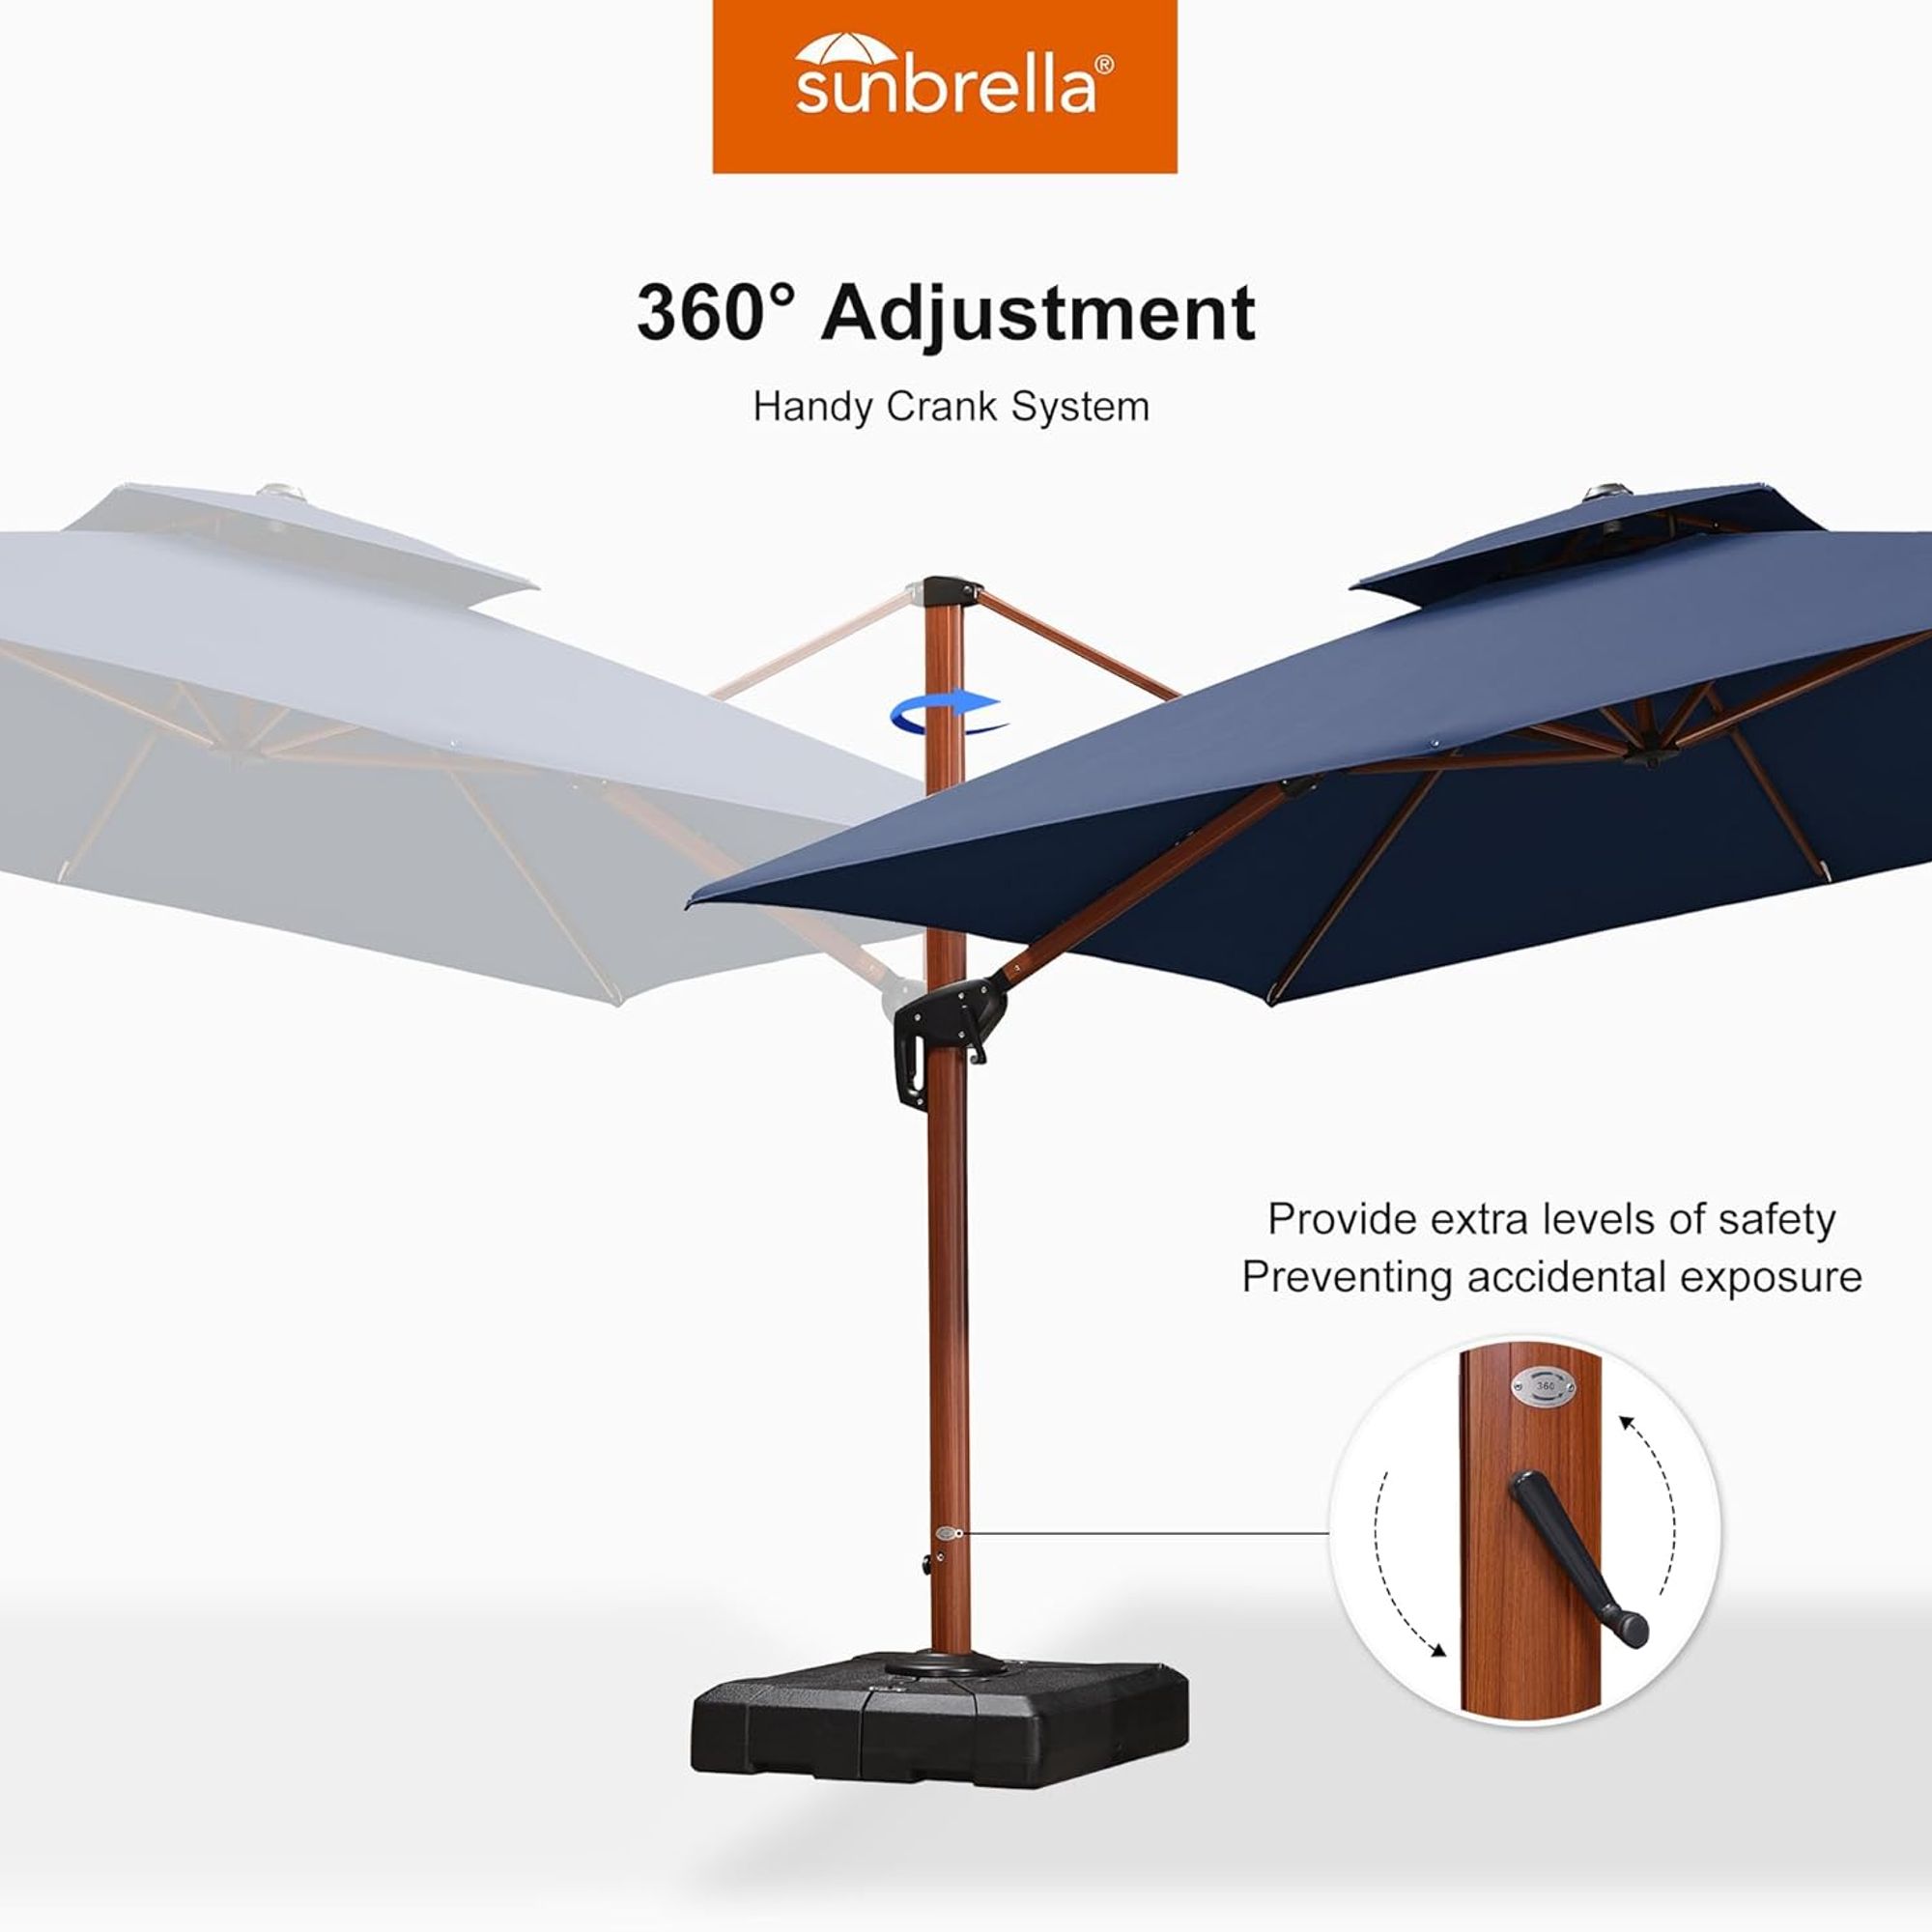 sunbrella®
360° Adjustment
Handy Crank System
Provide extra levels of safety
Preventing accidental exposure
360